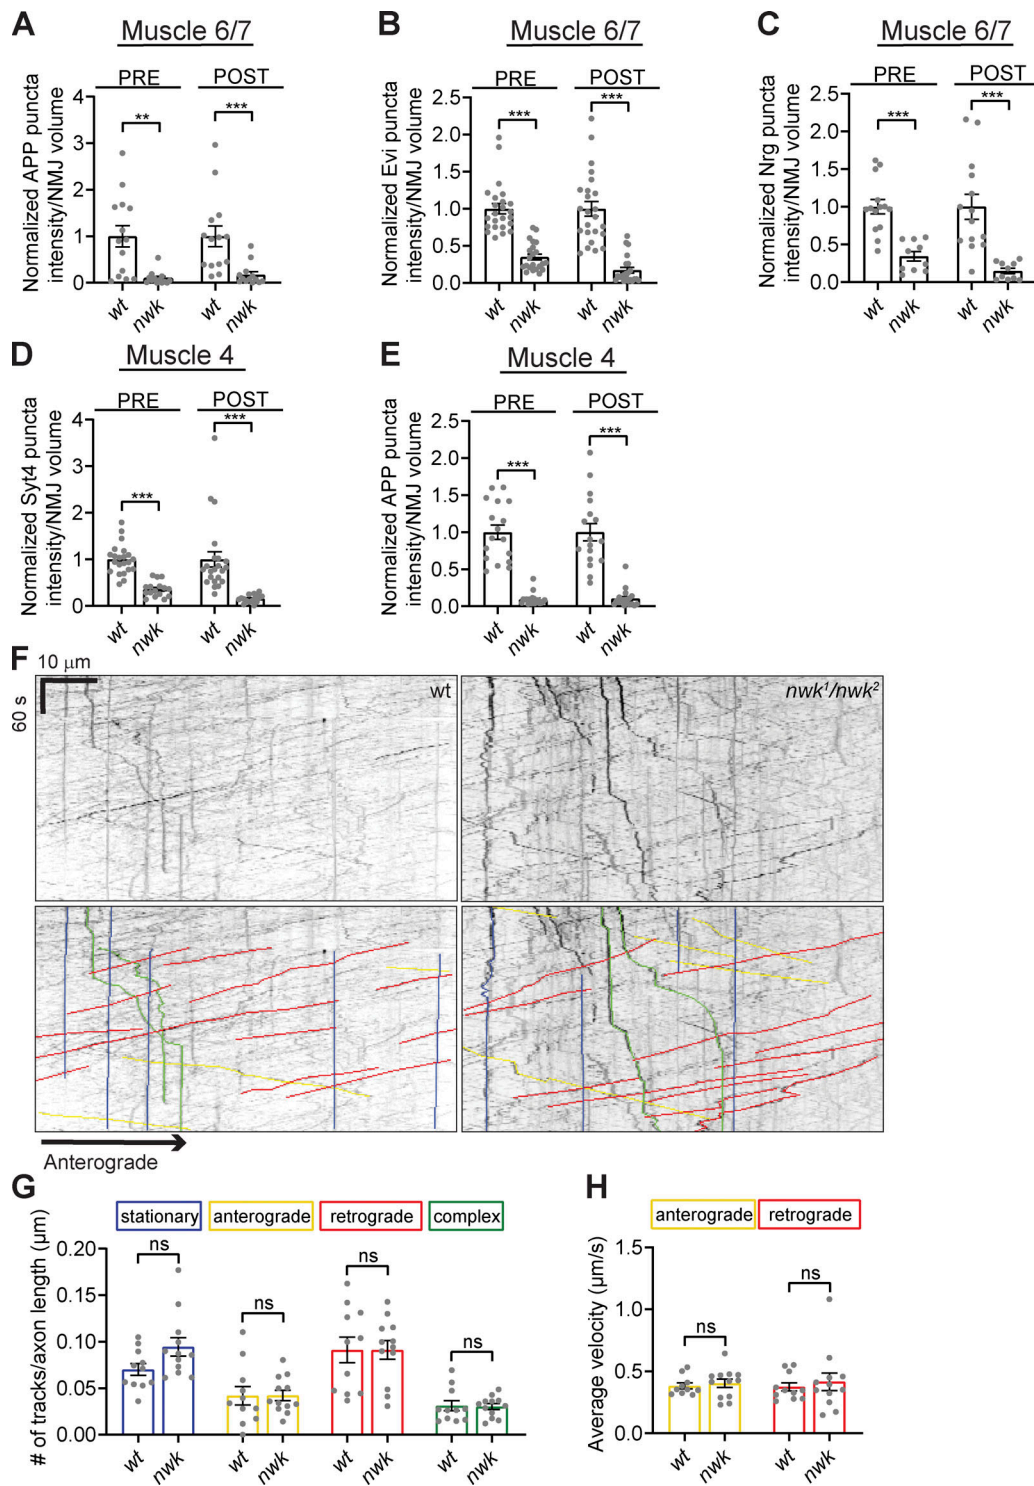 A
Muscle 6/7
PRE
POST
Normalized APP puncta
intensity/NMJ volume
4
3
2
1
0
**
***
wt
nwk
wt
nwk
B
Muscle 6/7
PRE
POST
Normalized Evi puncta
intensity/NMJ volume
2.5
2.0
1.5
1.0
0.5
0.0
***
***
wt
nwk
wt
nwk
C
Muscle 6/7
PRE
POST
Normalized Nrg puncta
intensity/NMJ volume
2.5
2.0
1.5
1.0
0.5
0.0
***
***
wt
nwk
wt
nwk
D
Muscle 4
PRE
POST
Normalized Syt4 puncta
intensity/NMJ volume
4
3
2
1
0
***
***
wt
nwk
wt
nwk
E
Muscle 4
PRE
POST
Normalized APP puncta
intensity/NMJ volume
2.5
2.0
1.5
1.0
0.5
0.0
***
***
wt
nwk
wt
nwk
F
10 μm
60 s
wt
nwk¹/nwk²
Anterograde
G
stationary
anterograde
retrograde
complex
# of tracks/axon length (μm)
0.20
0.15
0.10
0.05
0.00
ns
ns
ns
ns
wt
nwk
wt
nwk
wt
nwk
wt
nwk
H
anterograde
retrograde
Average velocity (μm/s)
1.5
1.0
0.5
0.0
ns
ns
wt
nwk
wt
nwk